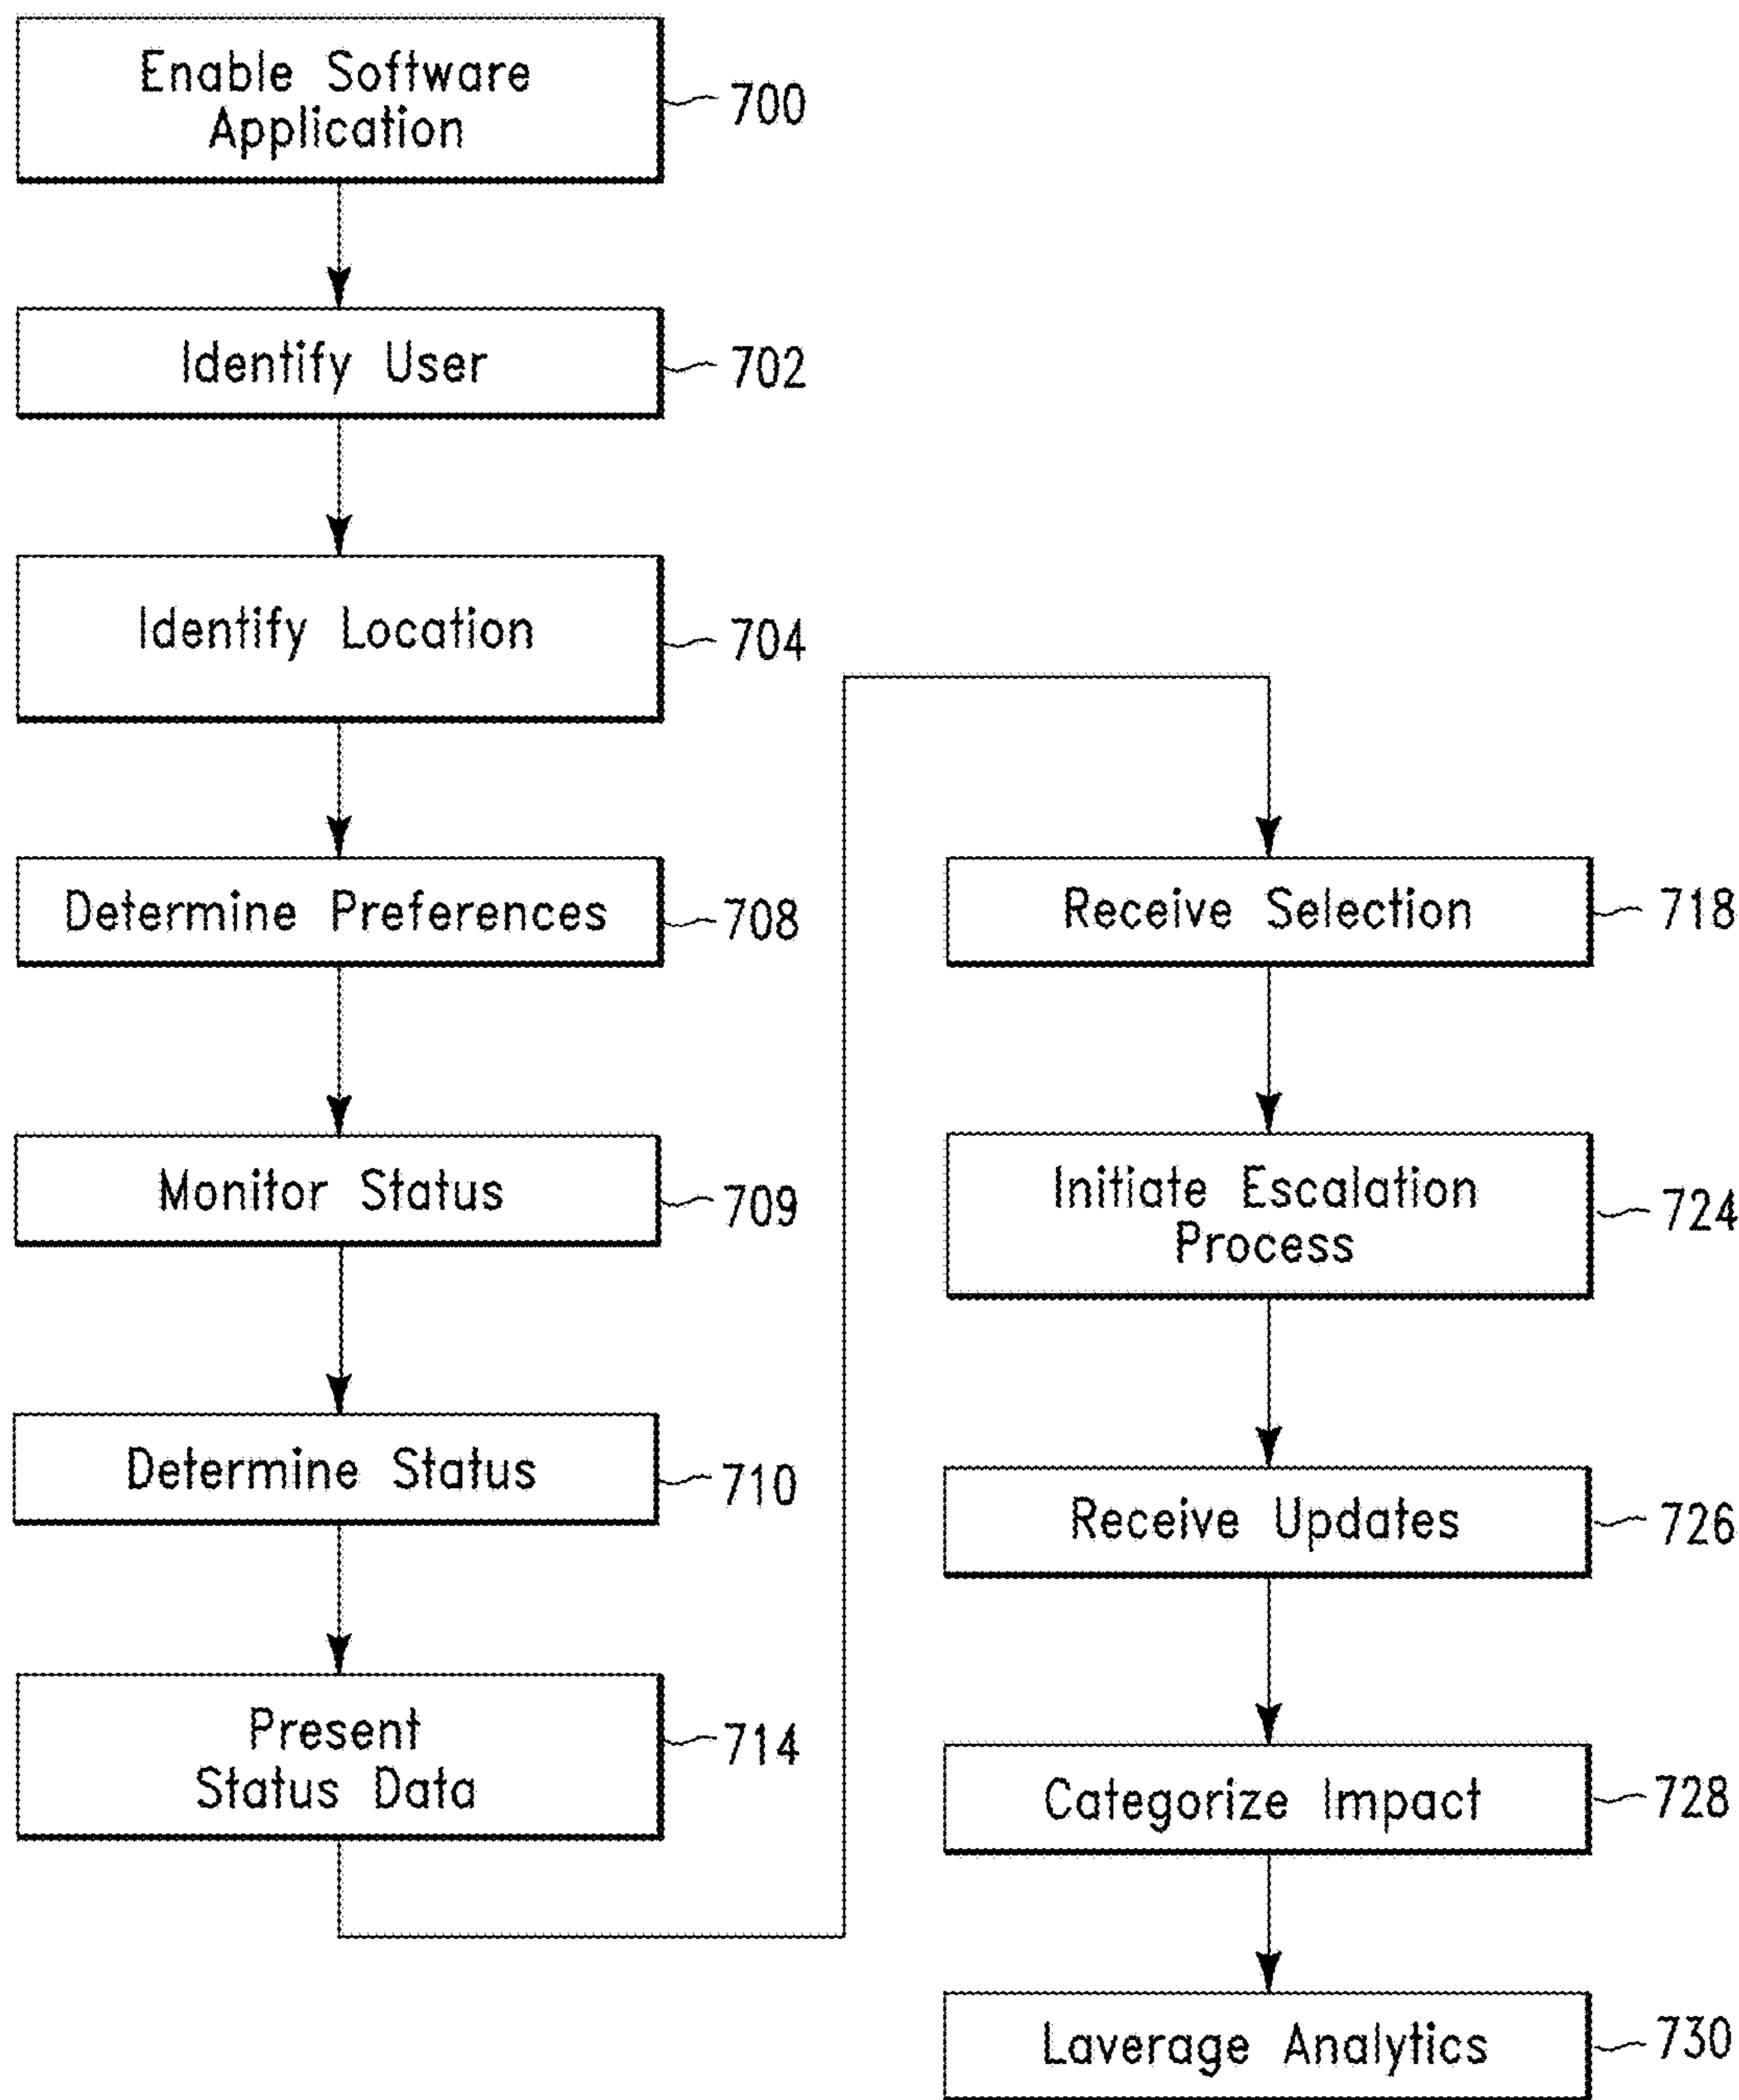 Enable Software
Application
700
Identify User
702
Identify Location
704
Determine Preferences
708
Monitor Status
709
Determine Status
710
Present
Status Data
714
Receive Selection
718
Initiate Escalation
Process
724
Receive Updates
726
Categorize Impact
728
Laverage Analytics
730